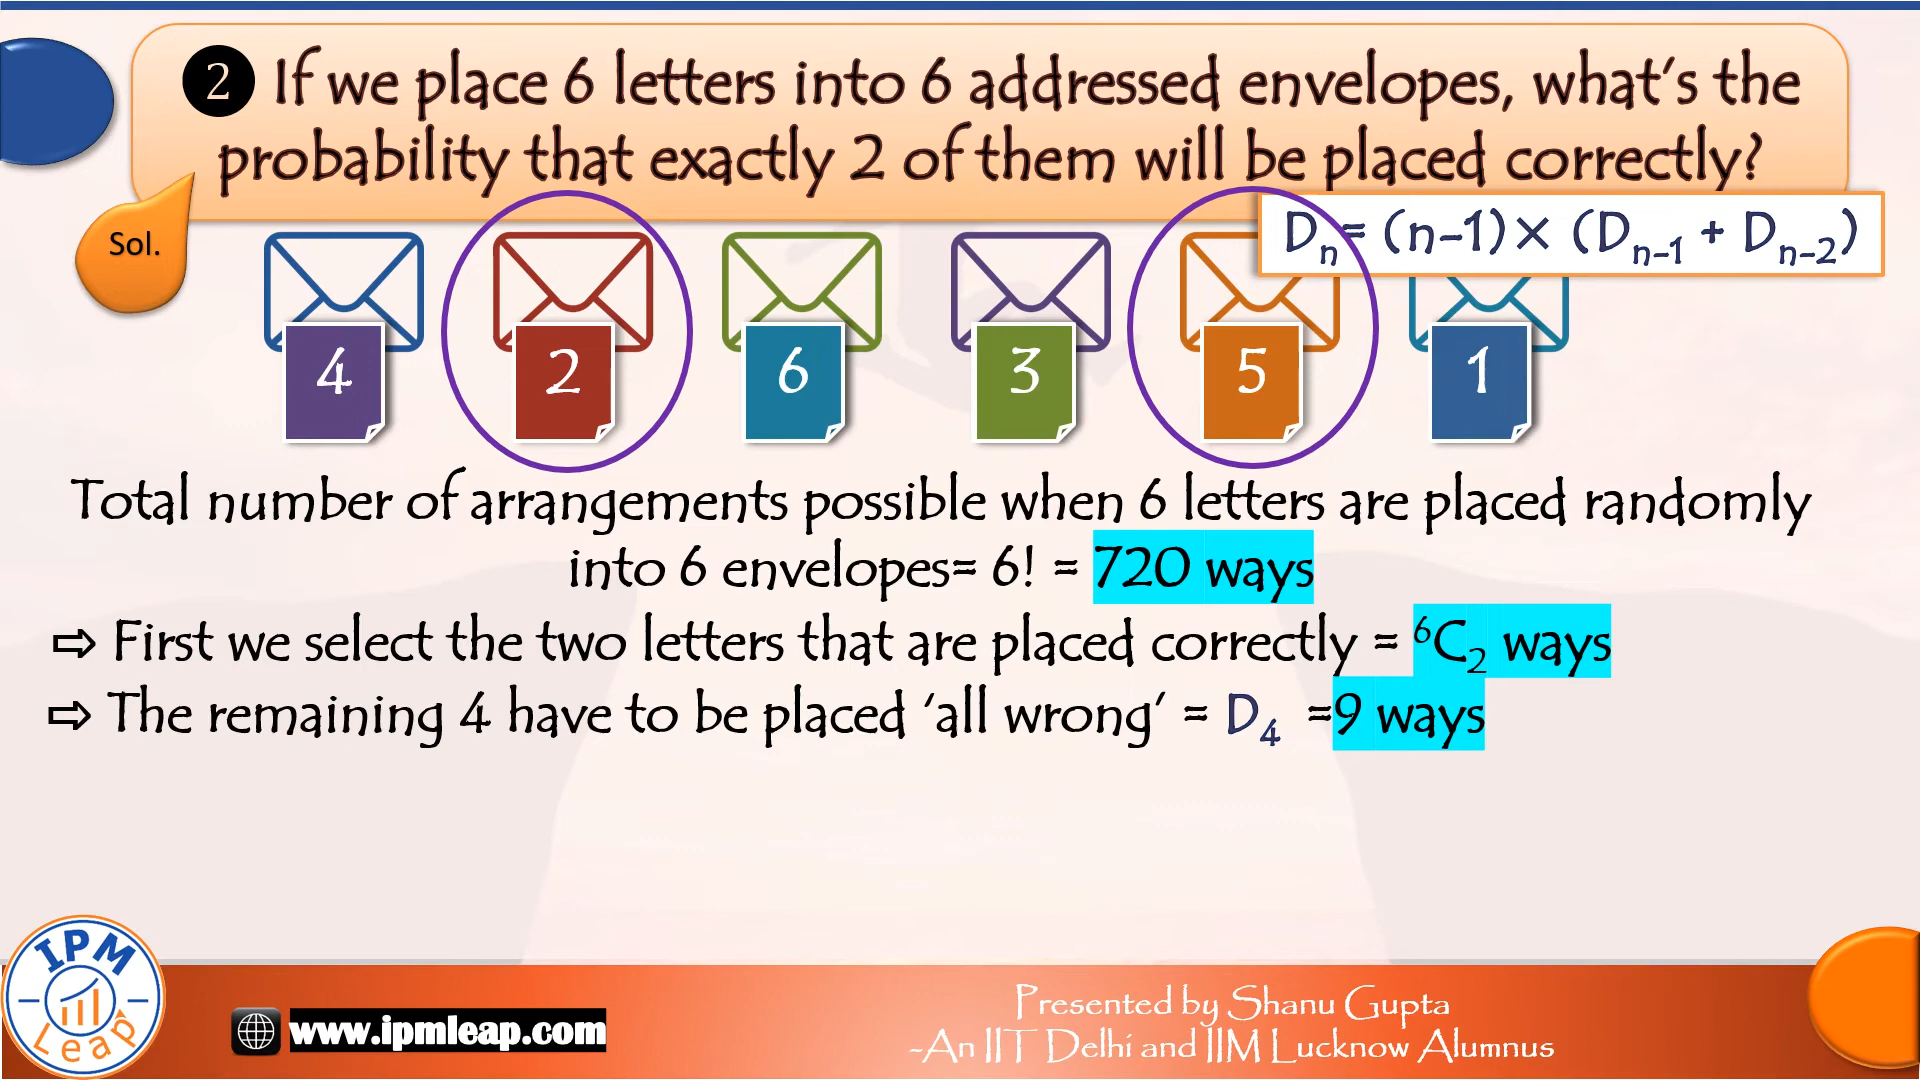 ❷ If we place 6 letters into 6 addressed envelopes, what's the
probability that exactly 2 of them will be placed correctly?
Sol.
Dₙ= (n-1)× (Dₙ₋₁ + Dₙ₋₂)
4 2 6 3 5 1
Total number of arrangements possible when 6 letters are placed randomly
into 6 envelopes= 6! = 720 ways
⇨ First we select the two letters that are placed correctly = ⁶C₂ ways
⇨ The remaining 4 have to be placed 'all wrong' = D₄ =9 ways
IPM
Leap
www.ipmleap.com
Presented by Shanu Gupta
-An IIT Delhi and IIM Lucknow Alumnus